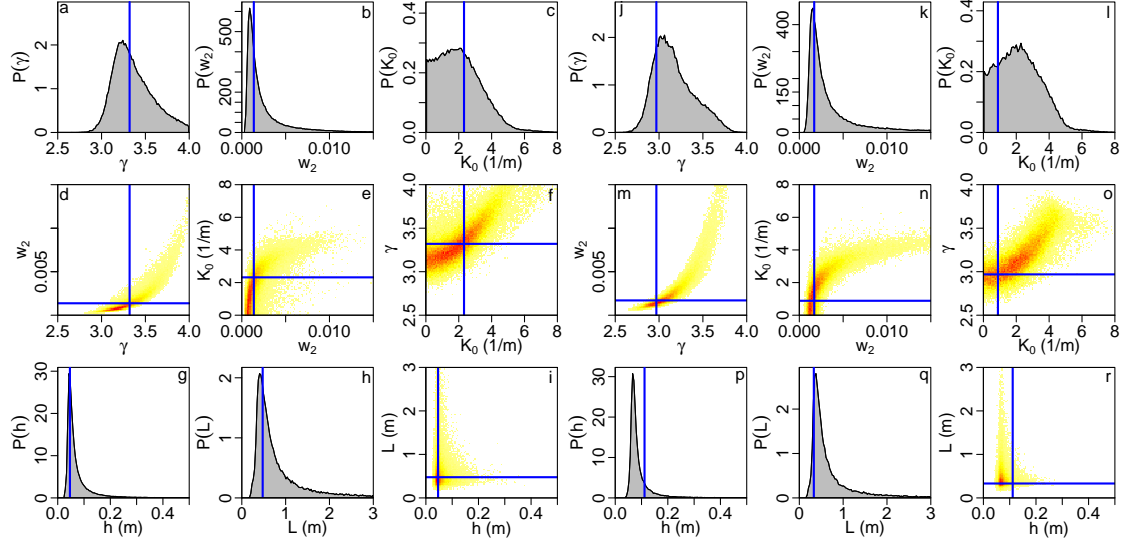 a
P(γ)
0 1 2
2.5 3.0 3.5 4.0
γ
b
P(w2)
0 100 300 500
0.000 0.010
w2
c
P(K0)
0.0 0.2 0.4
0 2 4 6 8
K0 (1/m)
j
P(γ)
0 1 2
2.5 3.0 3.5 4.0
γ
k
P(w2)
0 150 300 450
0.000 0.010
w2
l
P(K0)
0.0 0.2 0.4
0 2 4 6 8
K0 (1/m)
d
w2
0.005
2.5 3.0 3.5 4.0
γ
e
K0 (1/m)
0 2 4 6 8
0.000 0.010
w2
f
γ
2.5 3.0 3.5 4.0
0 2 4 6 8
K0 (1/m)
m
w2
0.005
2.5 3.0 3.5 4.0
γ
n
K0 (1/m)
0 2 4 6 8
0.000 0.010
w2
o
γ
2.5 3.0 3.5 4.0
0 2 4 6 8
K0 (1/m)
g
P(h)
0 10 20 30
0.0 0.2 0.4
h (m)
h
P(L)
0 1 2
0 1 2 3
L (m)
i
L (m)
0 1 2 3
0.0 0.2 0.4
h (m)
p
P(h)
0 10 20 30
0.0 0.2 0.4
h (m)
q
P(L)
0 1 2
0 1 2 3
L (m)
r
L (m)
0 1 2 3
0.0 0.2 0.4
h (m)